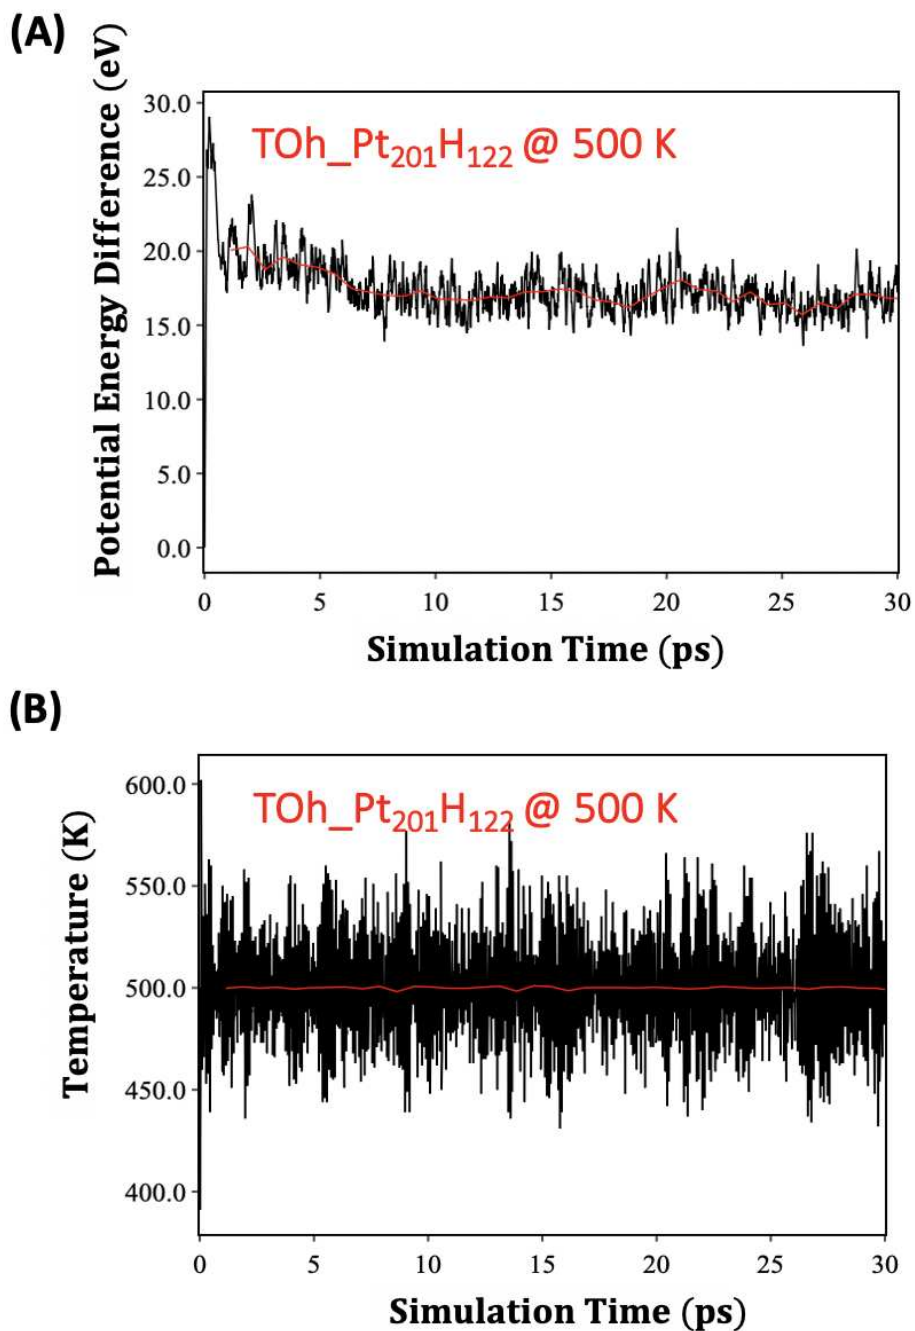 (A)
Potential Energy Difference (eV)
30.0
25.0
20.0
15.0
10.0
5.0
0.0
TOh_Pt₂₀₁H₁₂₂ @ 500 K
0 5 10 15 20 25 30
Simulation Time (ps)
(B)
Temperature (K)
600.0
550.0
500.0
450.0
400.0
TOh_Pt₂₀₁H₁₂₂ @ 500 K
0 5 10 15 20 25 30
Simulation Time (ps)